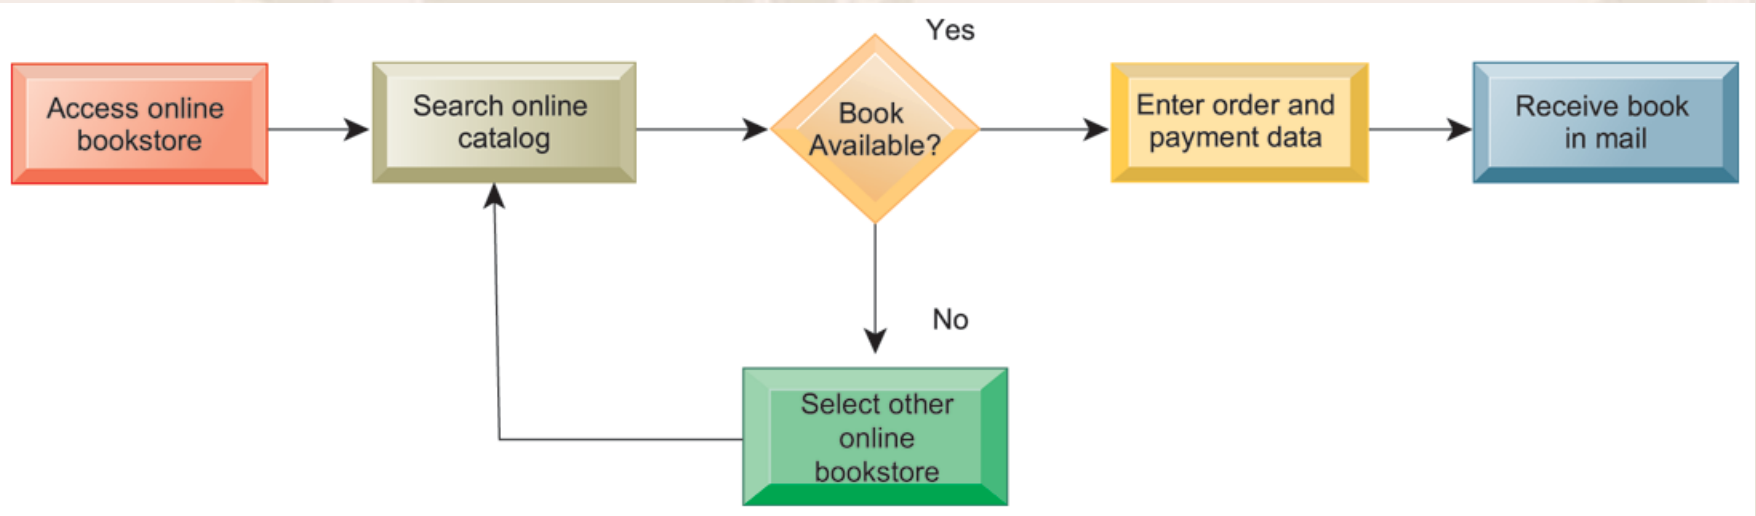 Yes
Access online
bookstore
Search online
catalog
Book
Available?
Enter order and
payment data
Receive book
in mail
No
Select other
online
bookstore